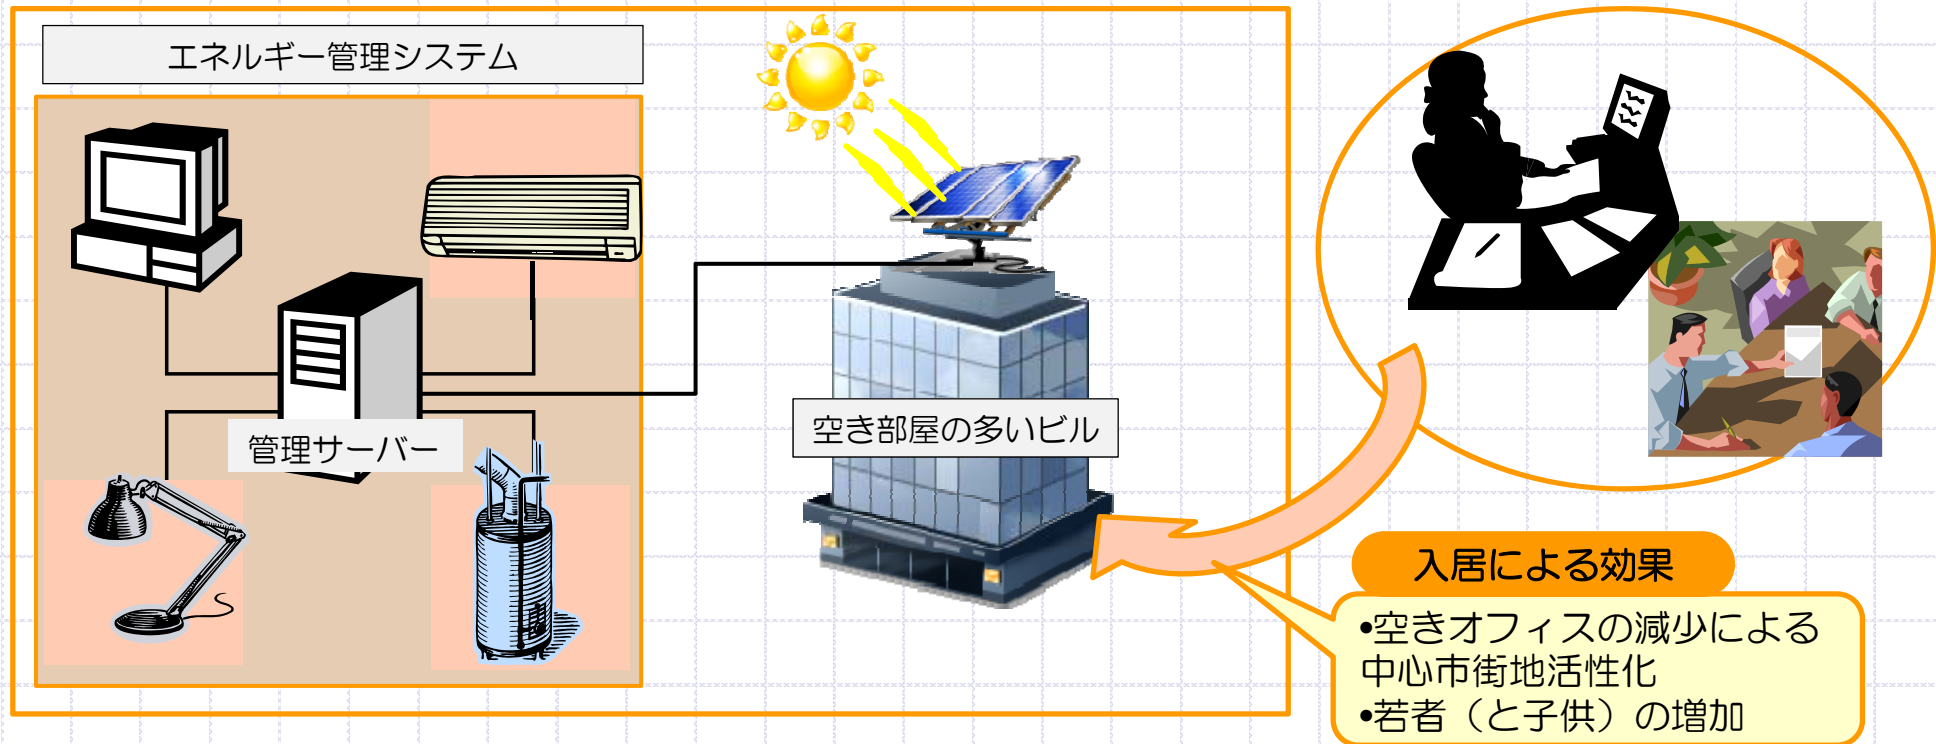 エネルギー管理システム
管理サーバー
空き部屋の多いビル
入居による効果
•空きオフィスの減少による
中心市街地活性化
•若者（と子供）の増加